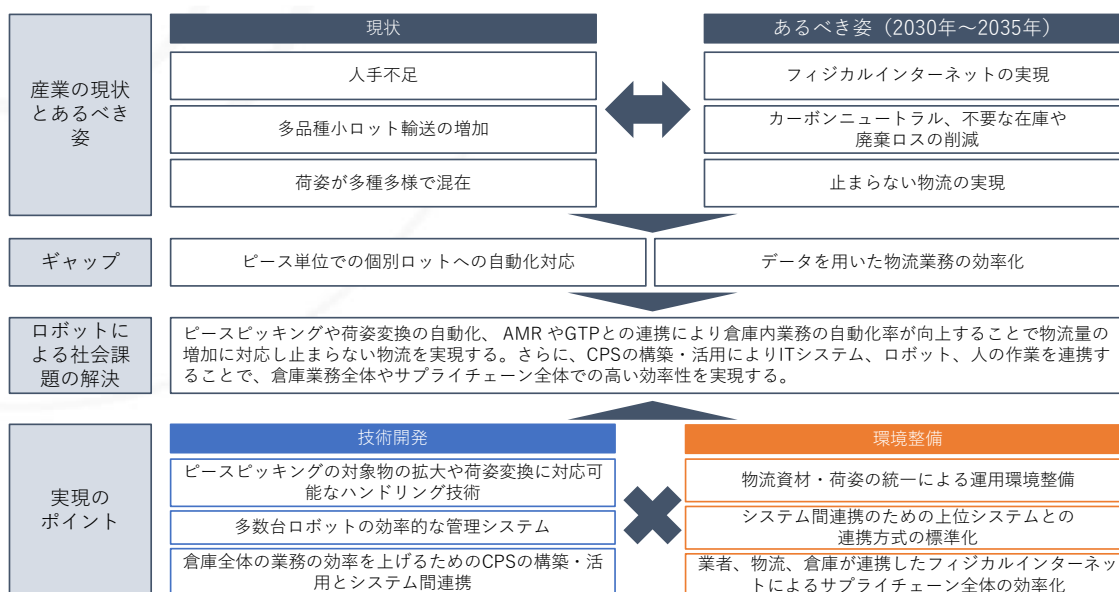 産業の現状
とあるべき
姿
現状
人手不足
多品種小ロット輸送の増加
荷姿が多種多様で混在
あるべき姿（2030年～2035年）
フィジカルインターネットの実現
カーボンニュートラル、不要な在庫や
廃棄ロスの削減
止まらない物流の実現
ギャップ
ピース単位での個別ロットへの自動化対応
データを用いた物流業務の効率化
ロボットに
よる社会課
題の解決
ピースピッキングや荷姿変換の自動化、 AMR やGTPとの連携により倉庫内業務の自動化率が向上することで物流量の
増加に対応し止まらない物流を実現する。さらに、CPSの構築・活用によりITシステム、ロボット、人の作業を連携す
ることで、倉庫業務全体やサプライチェーン全体での高い効率性を実現する。
実現の
ポイント
技術開発
ピースピッキングの対象物の拡大や荷姿変換に対応可
能なハンドリング技術
多数台ロボットの効率的な管理システム
倉庫全体の業務の効率を上げるためのCPSの構築・活
用とシステム間連携
環境整備
物流資材・荷姿の統一による運用環境整備
システム間連携のための上位システムとの
連携方式の標準化
業者、物流、倉庫が連携したフィジカルインターネッ
トによるサプライチェーン全体の効率化